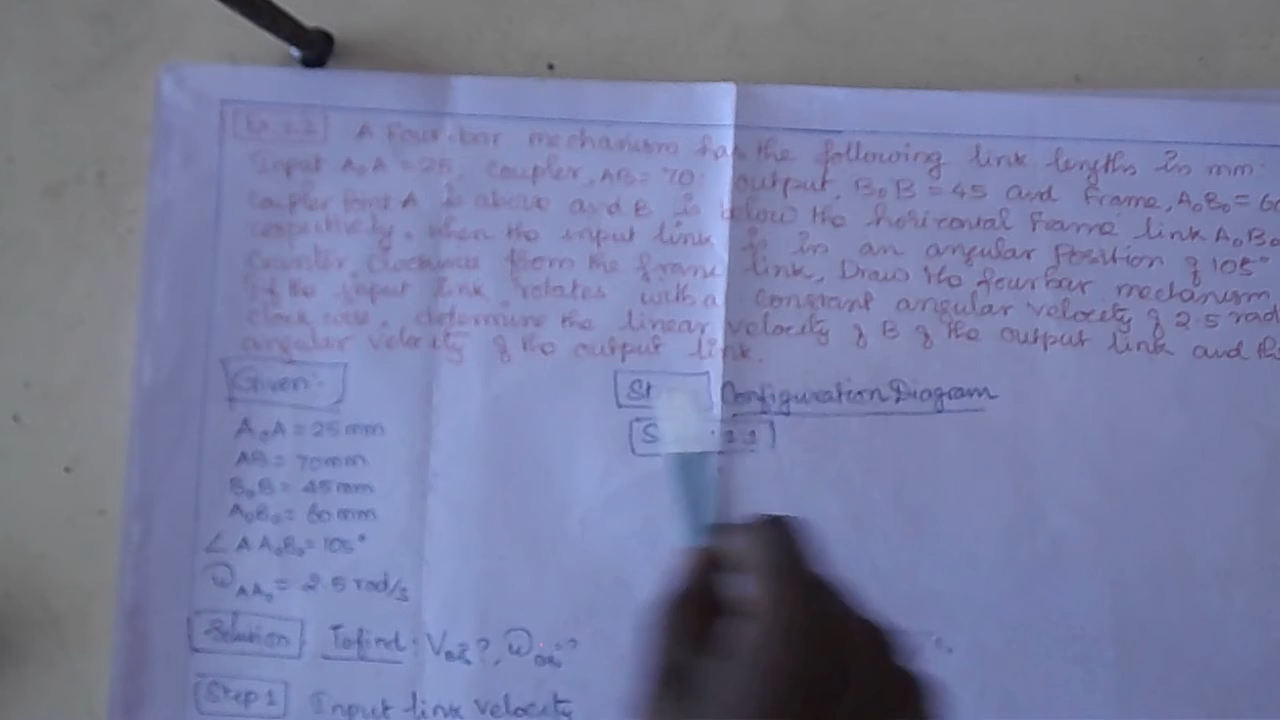 A Four bar mechanism has the following link lengths in mm.
Input A₀A = 25, coupler, AB = 70, output, B₀B = 45 and Frame, A₀B₀ = 60
coupler Point A is above and B is below the horizontal Frame link A₀B₀
respectively. when the input link is in an angular Position of 105°
counter clockwise from the frame link, Draw the fourbar mechanism
If the input link rotates with a constant angular velocity of 2.5 rad
clockwise, determine the linear velocity of B of the output link and th
angular velocity of the output link.
Given:-
A₀A = 25 mm
AB = 70mm
B₀B = 45 mm
A₀B₀ = 60 mm
∠AA₀B₀ = 105°
ω_AA₀ = 2.5 rad/s
Solution To find: V ?, ω = ?
Step 1 Input link velocity
St Configuration Diagram
S